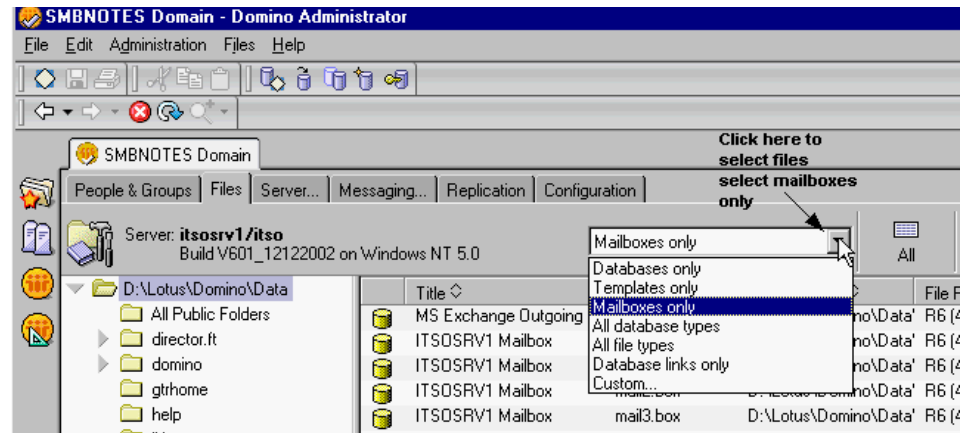 SMBNOTES Domain - Domino Administrator
File Edit Administration Files Help
SMBNOTES Domain
Click here to
select files
select mailboxes
only
People & Groups Files Server... Messaging... Replication Configuration
Server: itsosrv1/itso
Build V601_12122002 on Windows NT 5.0
Mailboxes only
All
Databases only
Templates only
Mailboxes only
All database types
All file types
Database links only
Custom...
D:\Lotus\Domino\Data
All Public Folders
director.ft
domino
gtrhome
help
Title File
MS Exchange Outgoing R6
ITSOSRV1 Mailbox R6
ITSOSRV1 Mailbox R6
ITSOSRV1 Mailbox R6
ITSOSRV1 Mailbox mail3.box D:\Lotus\Domino\Data' R6